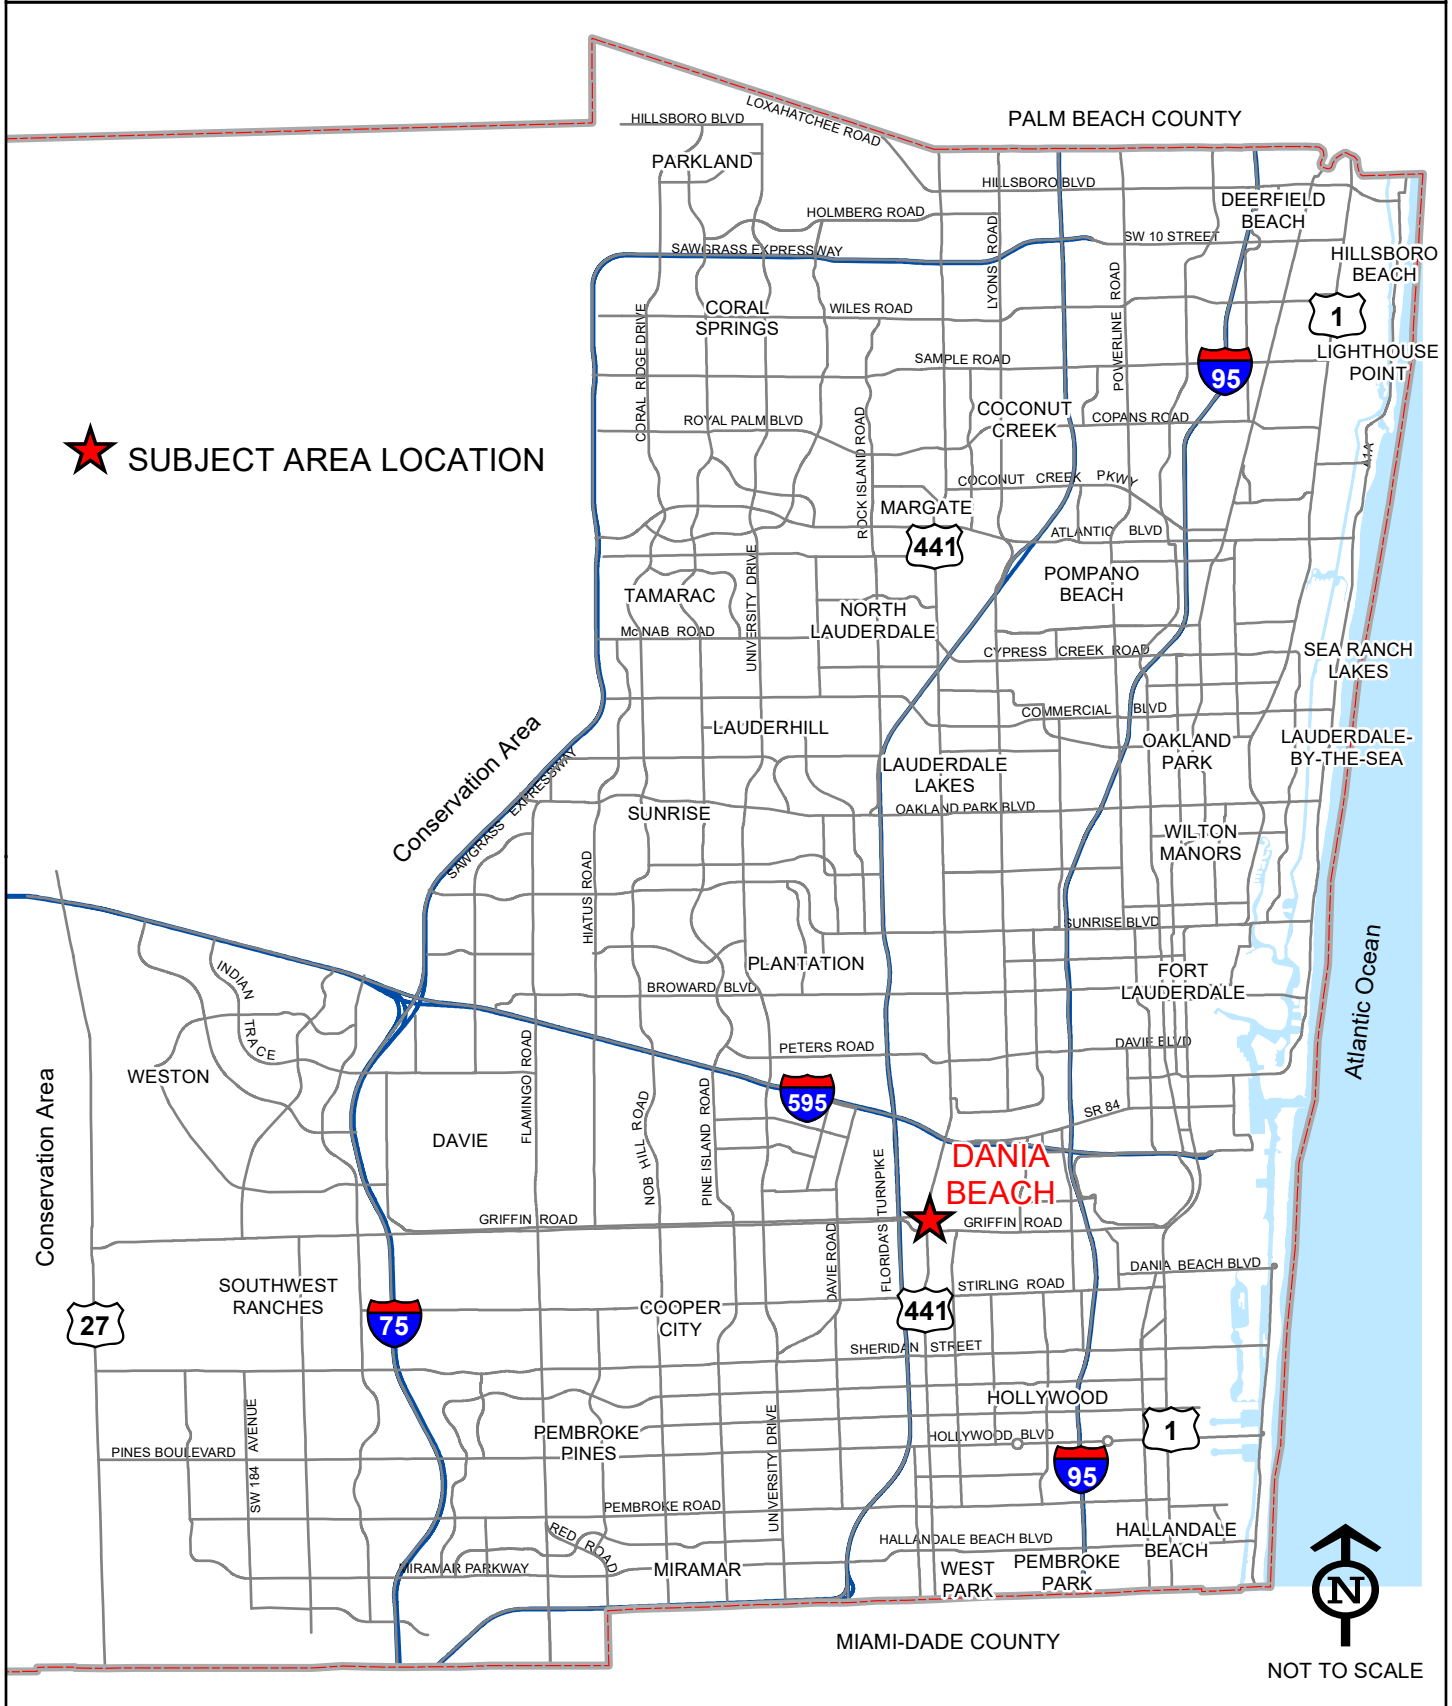 PALM BEACH COUNTY
LOXAHATCHEE ROAD
HILLSBORO BLVD
PARKLAND
HILLSBORO BLVD
DEERFIELD
BEACH
HOLMBERG ROAD
SW 10 STREET
SAWGRASS EXPRESSWAY
HILLSBORO
BEACH
LYONS ROAD
POWERLINE ROAD
CORAL
SPRINGS
WILES ROAD
1
CORAL RIDGE DRIVE
SAMPLE ROAD
LIGHTHOUSE
POINT
95
COCONUT
CREEK
COPANS ROAD
ROYAL PALM BLVD
ROCK ISLAND ROAD
A1A
SUBJECT AREA LOCATION
COCONUT CREEK PKWY
MARGATE
441
ATLANTIC BLVD
UNIVERSITY DRIVE
POMPANO
BEACH
TAMARAC
NORTH
LAUDERDALE
McNAB ROAD
CYPRESS CREEK ROAD
SEA RANCH
LAKES
COMMERCIAL BLVD
LAUDERHILL
OAKLAND
PARK
LAUDERDALE-
BY-THE-SEA
Conservation Area
SAWGRASS EXPRESSWAY
LAUDERDALE
LAKES
OAKLAND PARK BLVD
SUNRISE
WILTON
MANORS
HIATUS ROAD
SUNRISE BLVD
Atlantic Ocean
PLANTATION
FORT
LAUDERDALE
INDIAN
TRACE
BROWARD BLVD
PETERS ROAD
DAVIE BLVD
FLAMINGO ROAD
WESTON
NOB HILL ROAD
PINE ISLAND ROAD
595
SR 84
DAVIE
Conservation Area
DANIA
BEACH
FLORIDA'S TURNPIKE
GRIFFIN ROAD
GRIFFIN ROAD
DAVIE ROAD
DANIA BEACH BLVD
STIRLING ROAD
SOUTHWEST
RANCHES
COOPER
CITY
27
75
441
SHERIDAN STREET
HOLLYWOOD
SW 184 AVENUE
UNIVERSITY DRIVE
PEMBROKE
PINES
HOLLYWOOD BLVD
1
PINES BOULEVARD
95
PEMBROKE ROAD
RED ROAD
HALLANDALE BEACH BLVD
HALLANDALE
BEACH
MIRAMAR PARKWAY
MIRAMAR
WEST
PARK
PEMBROKE
PARK
N
MIAMI-DADE COUNTY
NOT TO SCALE